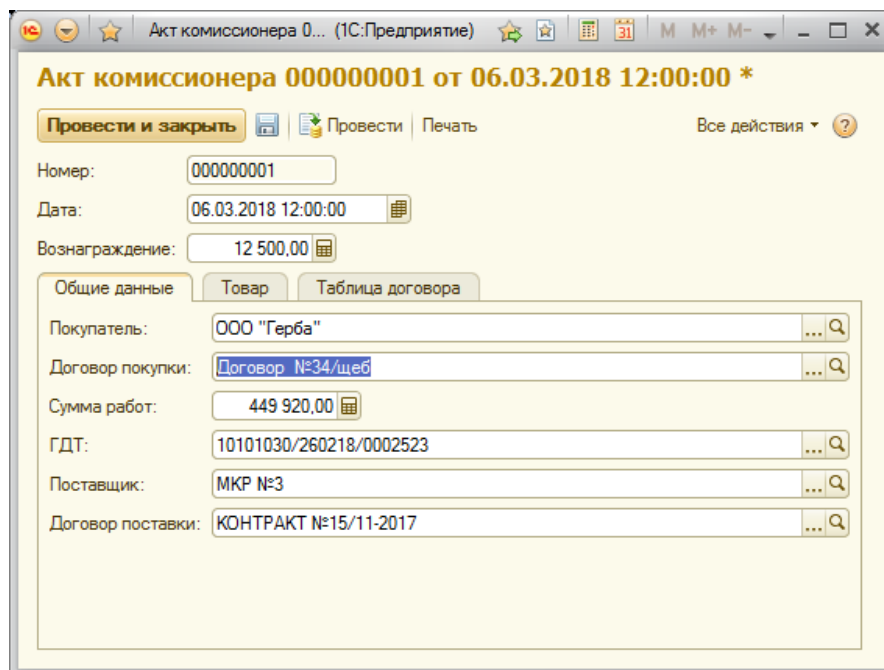 1С Акт комиссионера 0... (1С:Предприятие) 31 M M+ M-
Акт комиссионера 000000001 от 06.03.2018 12:00:00 *
Провести и закрыть Провести Печать Все действия ?
Номер: 000000001
Дата: 06.03.2018 12:00:00
Вознаграждение: 12 500,00
Общие данные Товар Таблица договора
Покупатель: ООО "Герба" ...
Договор покупки: Договор №34/щеб ...
Сумма работ: 449 920,00
ГДТ: 10101030/260218/0002523 ...
Поставщик: МКР №3 ...
Договор поставки: КОНТРАКТ №15/11-2017 ...